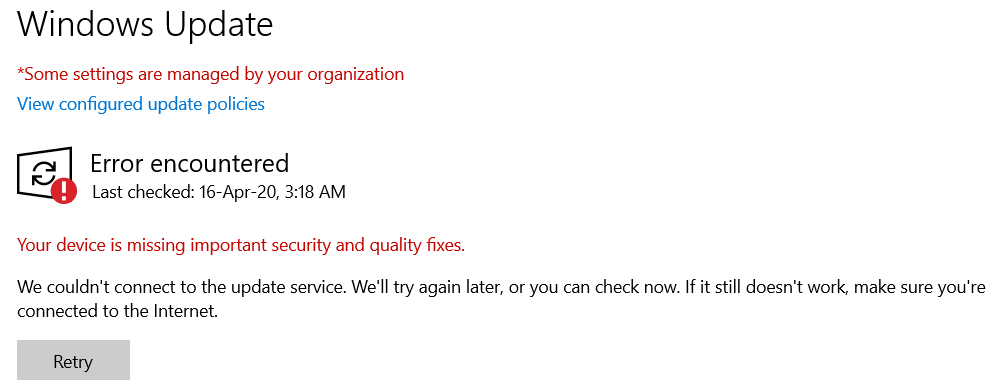 Windows Update
*Some settings are managed by your organization
View configured update policies
Error encountered
Last checked: 16-Apr-20, 3:18 AM
Your device is missing important security and quality fixes.
We couldn't connect to the update service. We'll try again later, or you can check now. If it still doesn't work, make sure you're
connected to the Internet.
Retry